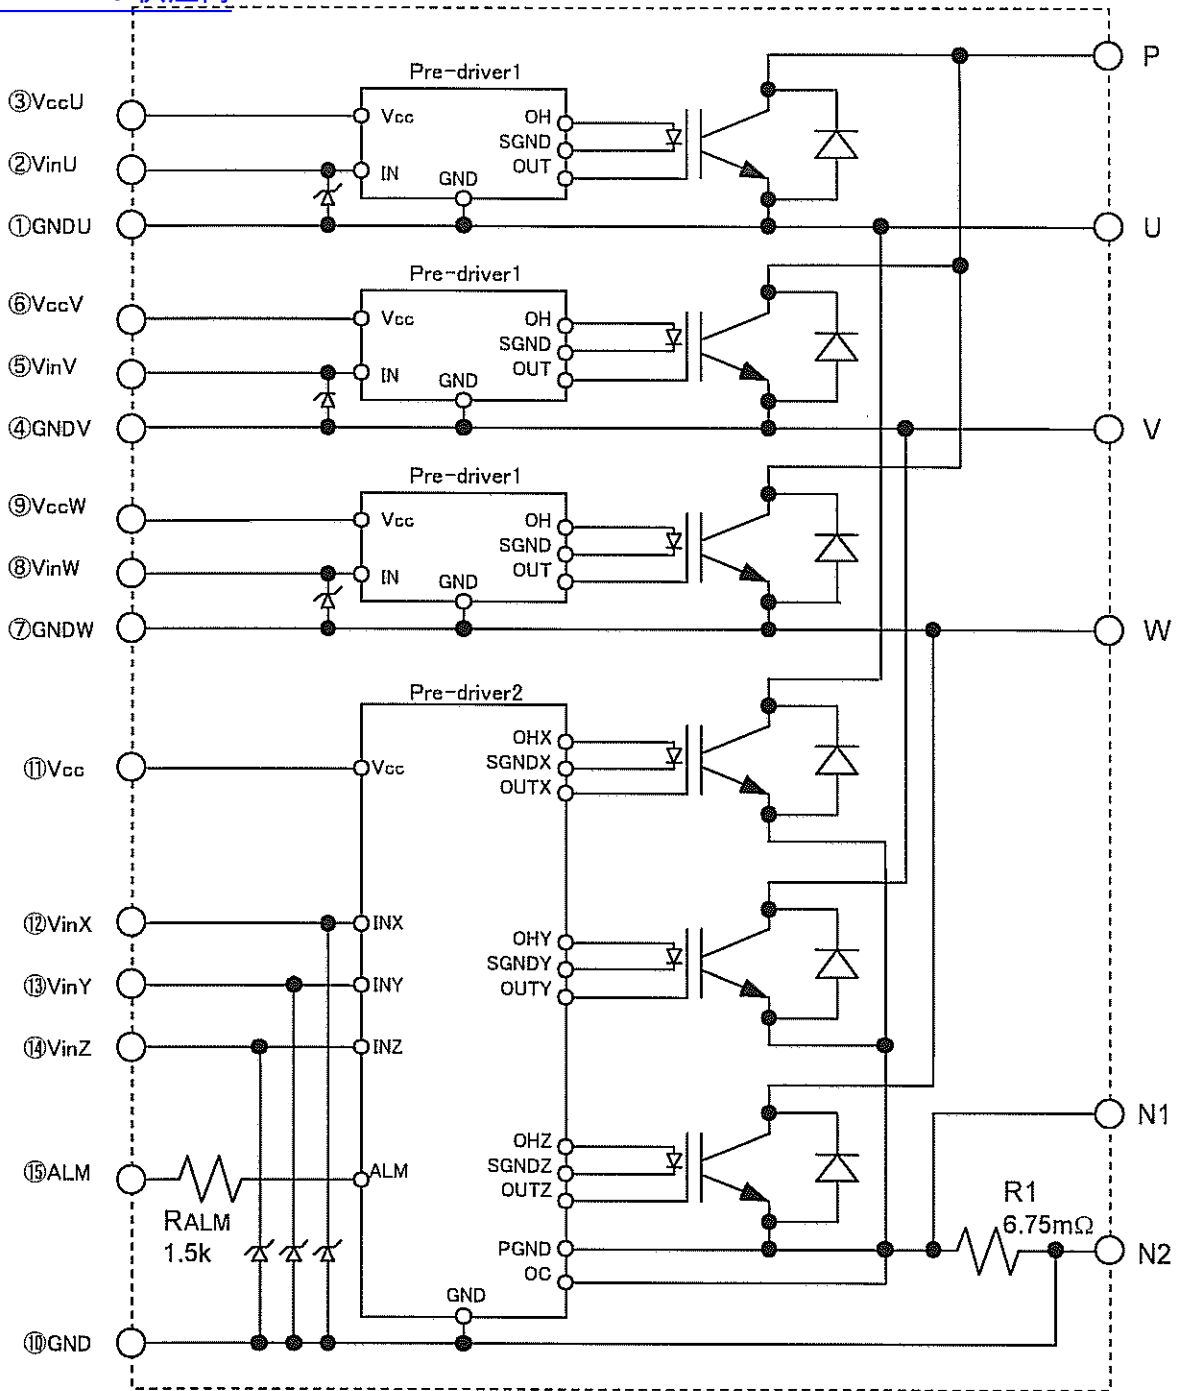 P
Pre-driver1
③VccU
Vcc
OH
SGND
②VinU
IN
GND
OUT
①GNDU
U
Pre-driver1
⑥VccV
Vcc
OH
SGND
⑤VinV
IN
GND
OUT
④GNDV
V
Pre-driver1
⑨VccW
Vcc
OH
SGND
⑧VinW
IN
GND
OUT
⑦GNDW
W
Pre-driver2
OHX
⑪Vcc
Vcc
SGNDX
OUTX
⑫VinX
INX
OHY
SGNDY
⑬VinY
INY
OUTY
⑭VinZ
INZ
N1
OHZ
⑮ALM
ALM
SGNDZ
OUTZ
R1
RALM
6.75mΩ
1.5k
PGND
N2
OC
GND
⑩GND